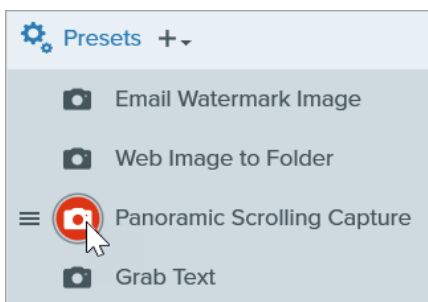 Presets +
Email Watermark Image
Web Image to Folder
Panoramic Scrolling Capture
Grab Text